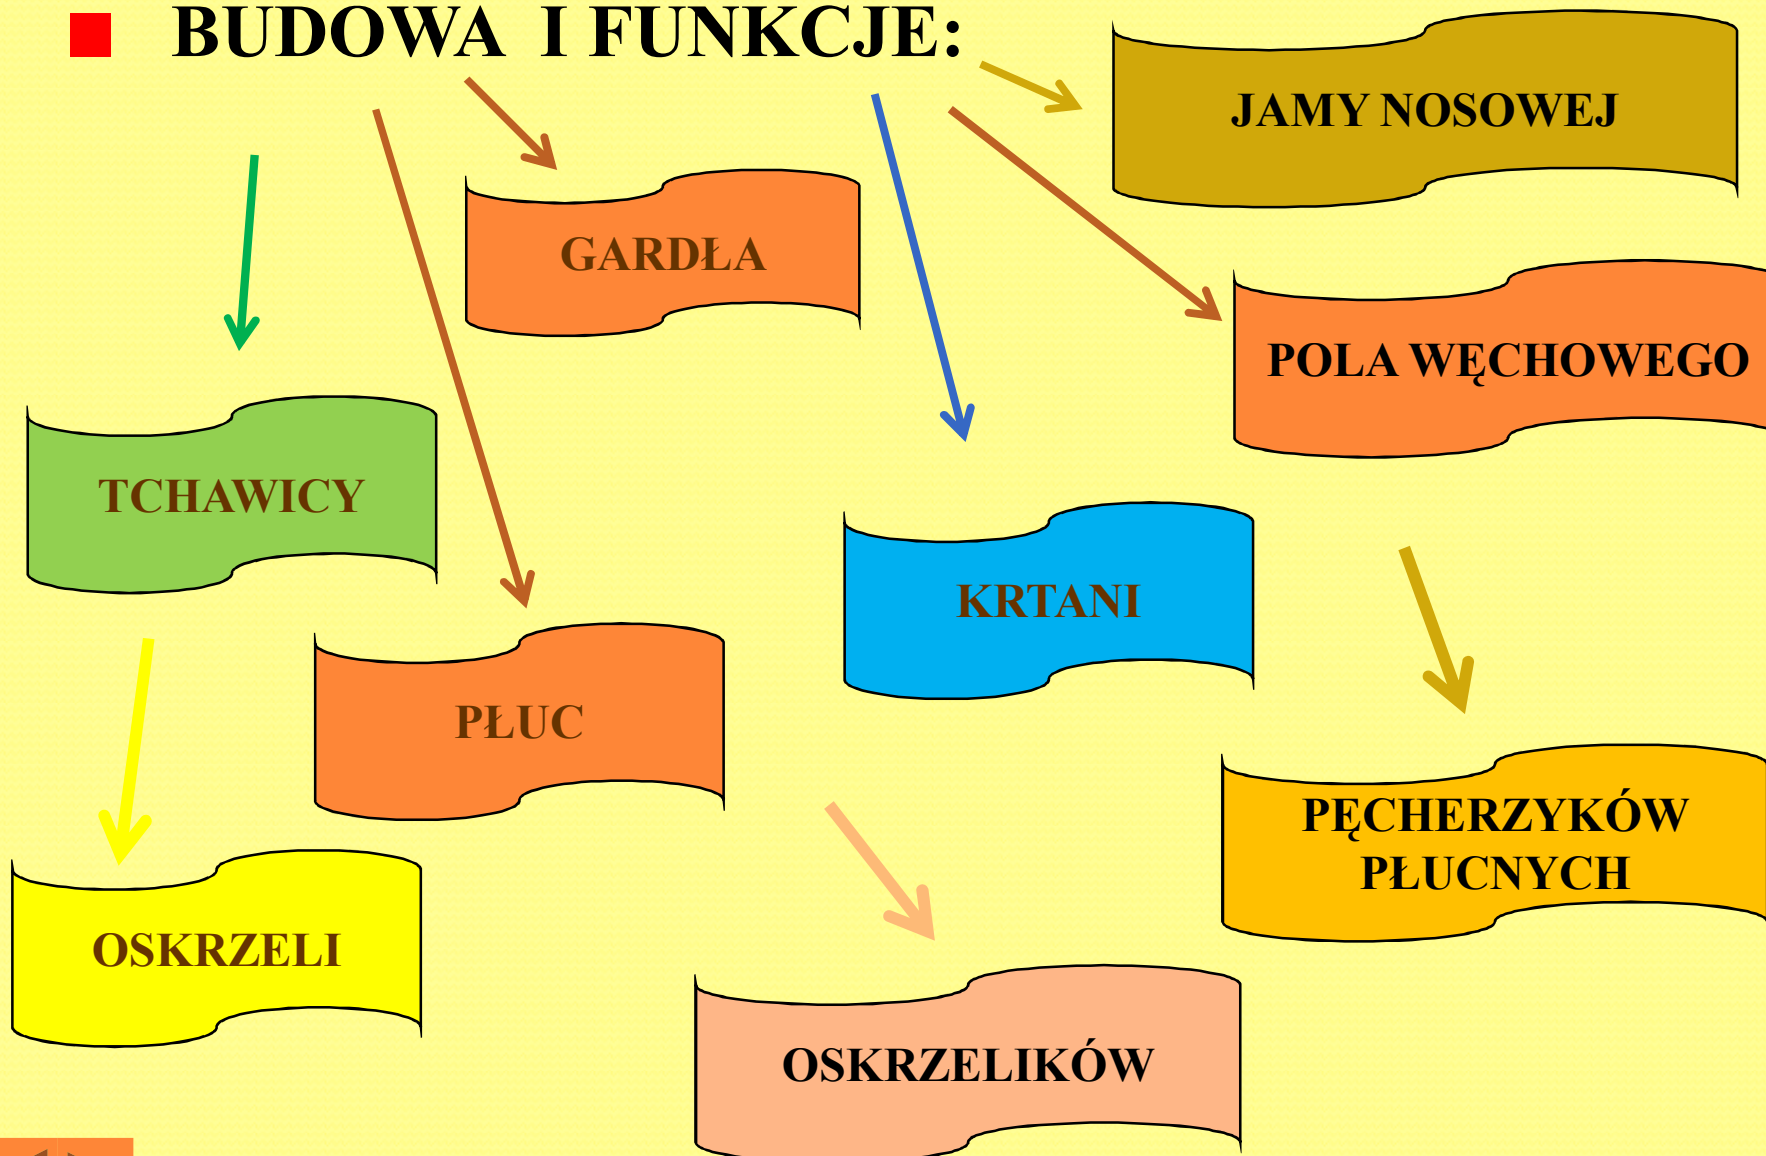 BUDOWA I FUNKCJE:
JAMY NOSOWEJ
GARDŁA
POLA WĘCHOWEGO
TCHAWICY
KRTANI
PŁUC
PĘCHERZYKÓW
PŁUCNYCH
OSKRZELI
OSKRZELIKÓW